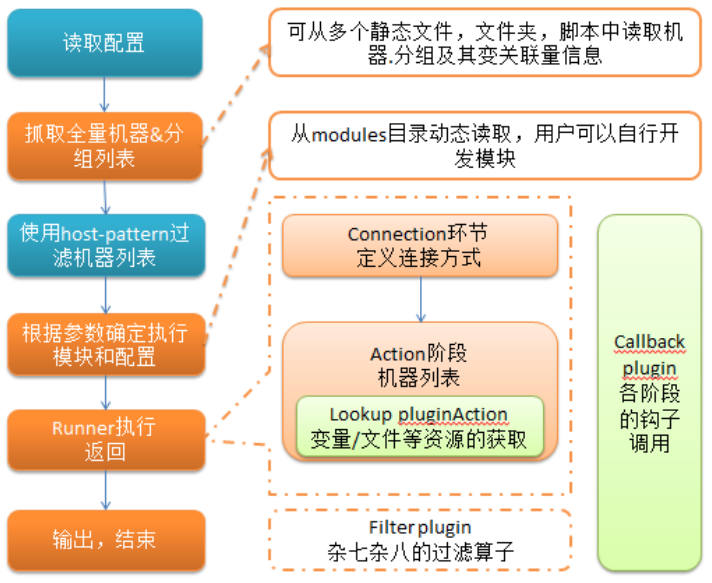 读取配置
可从多个静态文件，文件夹，脚本中读取机
器.分组及其变关联量信息
抓取全量机器&分
组列表
从modules目录动态读取，用户可以自行开
发模块
使用host-pattern过
滤机器列表
Connection环节
定义连接方式
根据参数确定执行
模块和配置
Action阶段
机器列表
Lookup pluginAction
变量/文件等资源的获取
Callback
plugin
各阶段
的钩子
调用
Runner执行
返回
输出，结束
Filter plugin
杂七杂八的过滤算子